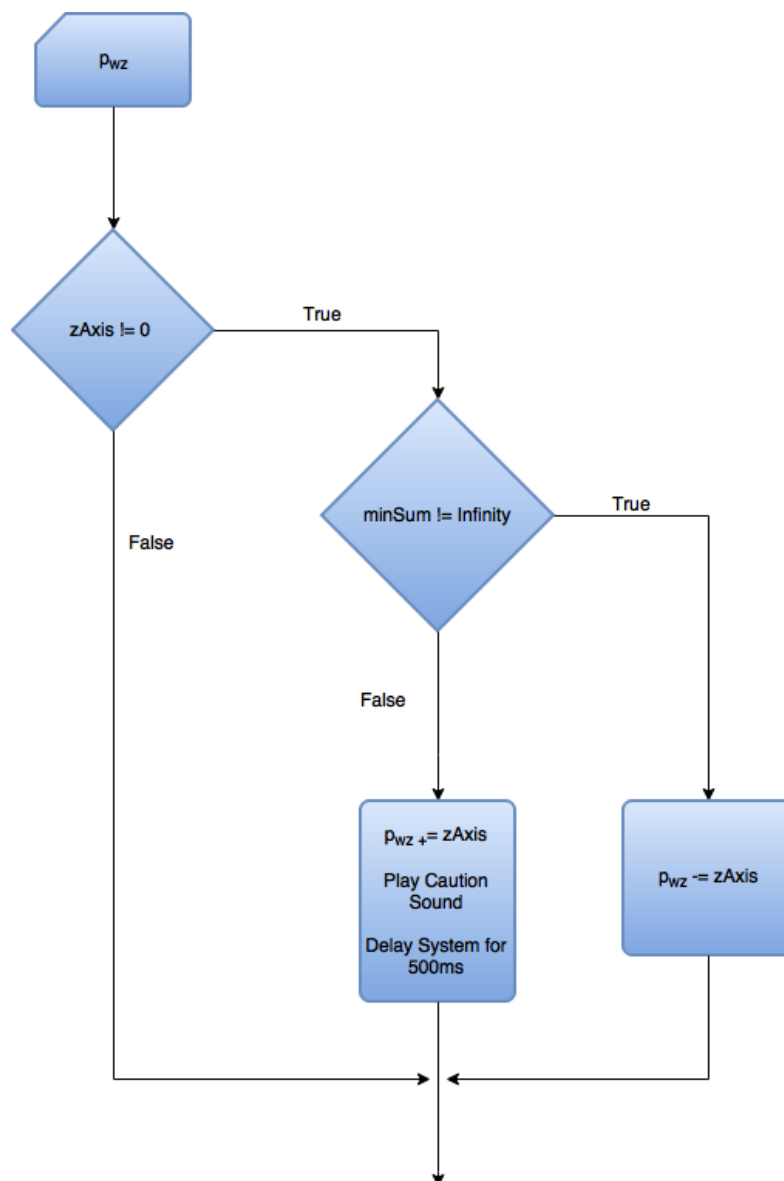 pwz
zAxis != 0
True
minSum != Infinity
True
False
False
pwz += zAxis
Play Caution
Sound
Delay System for
500ms
pwz -= zAxis